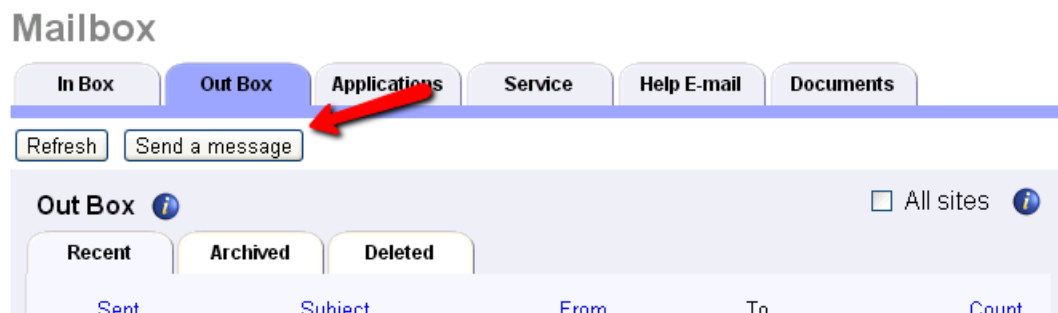 Mailbox
In Box Out Box Applications Service Help E-mail Documents
Refresh Send a message
Out Box All sites
Recent Archived Deleted
Sent Subject From To Count